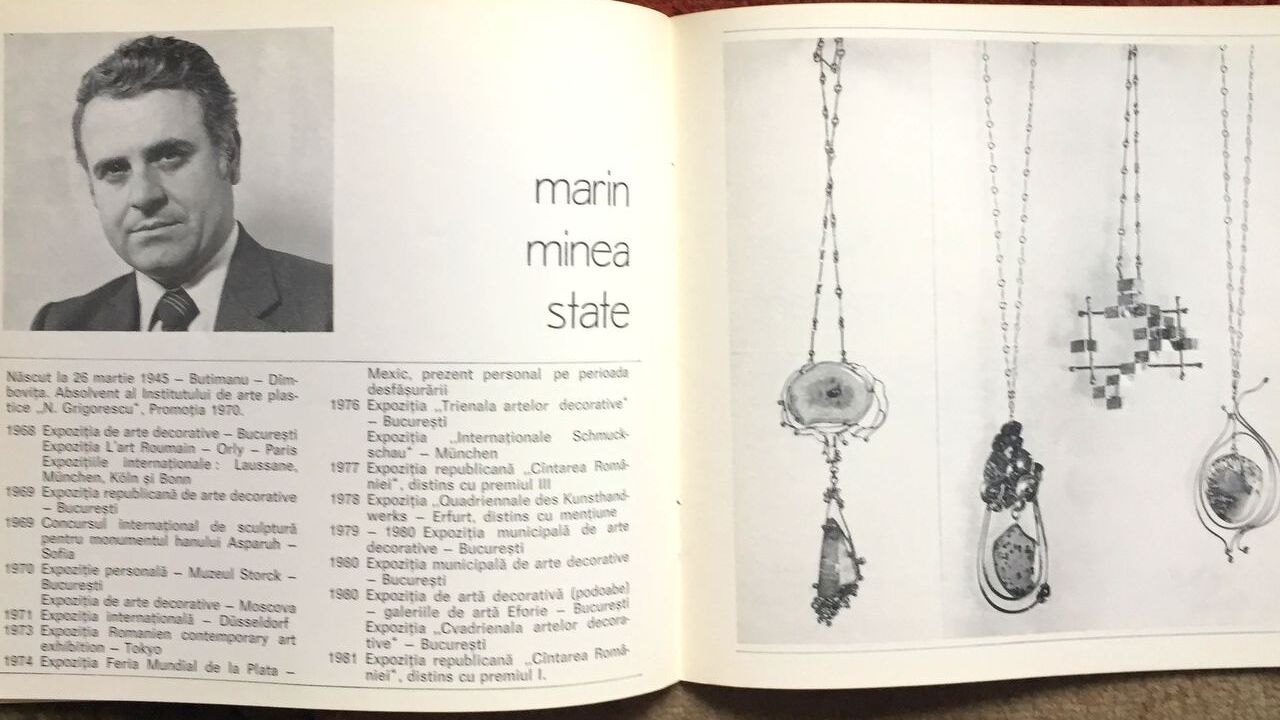 marin
minea
state
Născut la 26 martie 1945 – Butimanu – Dîm-
bovița. Absolvent al Institutului de arte plas-
tice „N. Grigorescu", Promoția 1970.
1968 Expoziția de arte decorative – București
Expoziția L'art Roumain – Orly – Paris
Expozițiile internaționale : Laussane,
München, Köln și Bonn
1969 Expoziția republicană de arte decorative
– București
1969 Concursul internațional de sculptură
pentru monumentul hanului Asparuh –
Sofia
1970 Expoziție personală – Muzeul Storck –
București
Expoziția de arte decorative – Moscova
1971 Expoziția internațională – Düsseldorf
1973 Expoziția Romanien contemporary art
exhibition – Tokyo
1974 Expoziția Feria Mundial de la Plata –
Mexic, prezent personal pe perioada
desfășurării
1976 Expoziția „Trienala artelor decorative"
– București
Expoziția „Internaționale Schmuck-
schau" – München
1977 Expoziția republicană „Cîntarea Româ-
niei", distins cu premiul III
1978 Expoziția „Quadriennale des Kunsthand-
werks – Erfurt, distins cu mențiune
1979 – 1980 Expoziția municipală de arte
decorative – București
1980 Expoziția municipală de arte decorative
– București
1980 Expoziția de artă decorativă (podoabe)
– galeriile de artă Eforie – București
Expoziția „Cvadrienala artelor decora-
tive" – București
1981 Expoziția republicană „Cîntarea Româ-
niei", distins cu premiul I.